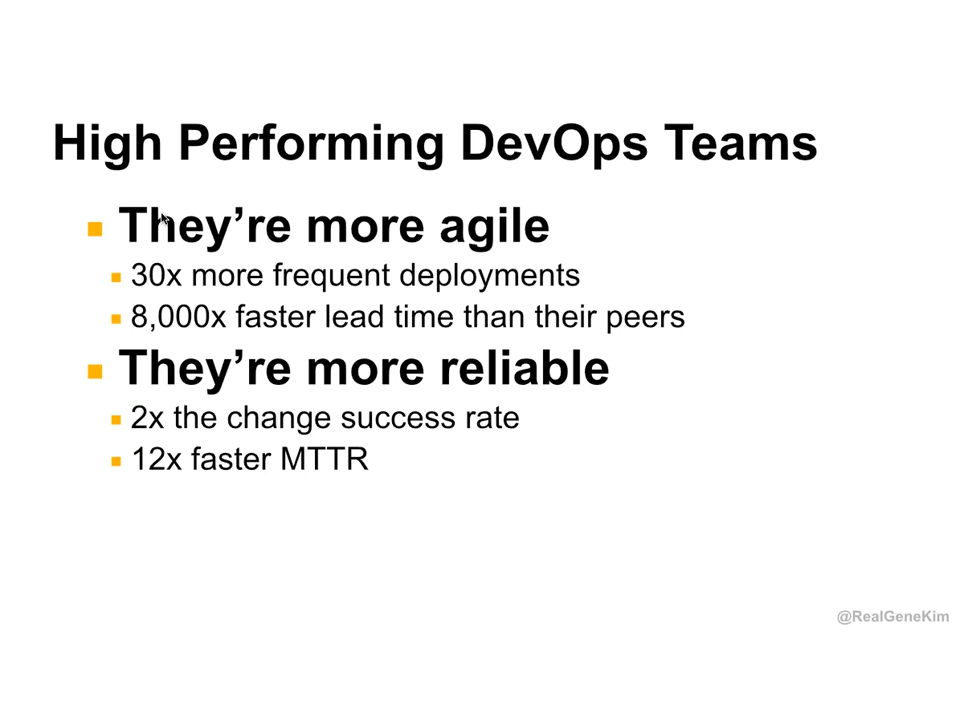 High Performing DevOps Teams
They’re more agile
30x more frequent deployments
8,000x faster lead time than their peers
They’re more reliable
2x the change success rate
12x faster MTTR
@RealGeneKim